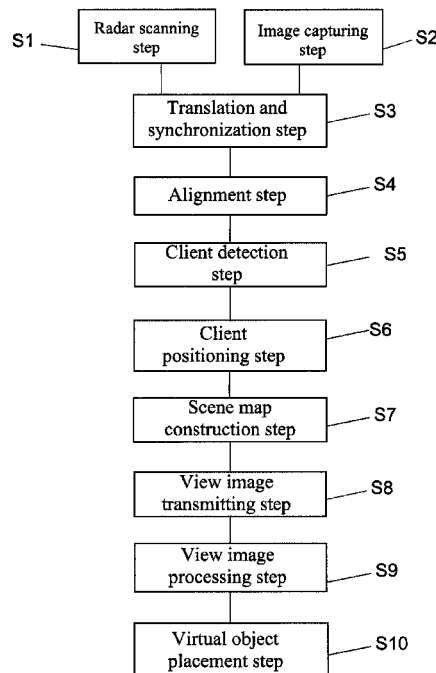 S1
Radar scanning
step
Image capturing
step
S2
Translation and
synchronization step
S3
Alignment step
S4
Client detection
step
S5
Client
positioning step
S6
Scene map
construction step
S7
View image
transmitting step
S8
View image
processing step
S9
Virtual object
placement step
S10